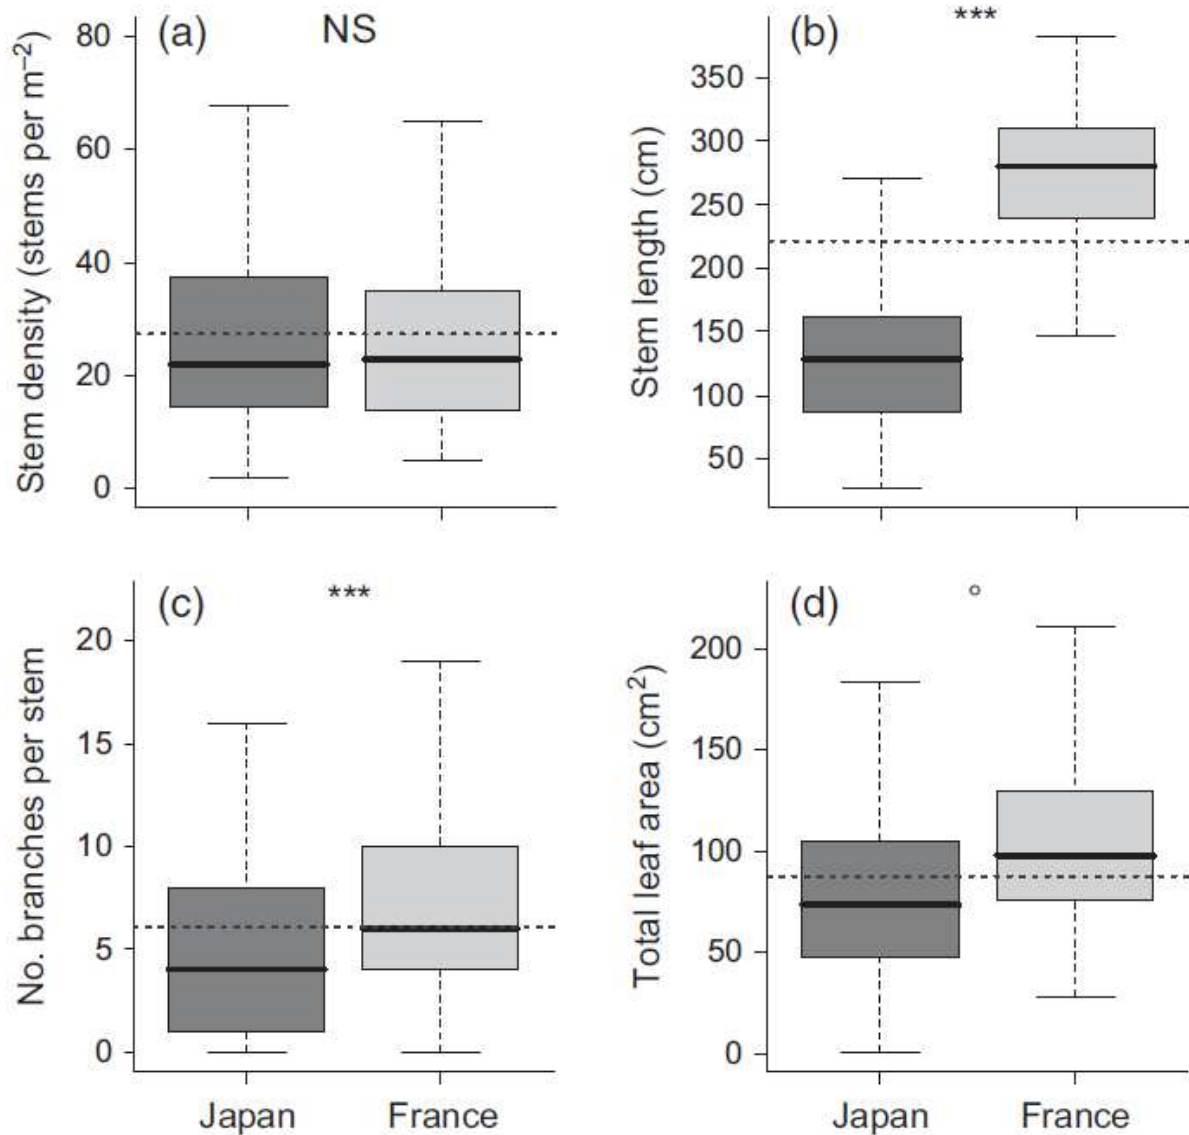 (a) NS
Stem density (stems per m⁻²)
80
60
40
20
0
(b) ***
Stem length (cm)
350
300
250
200
150
100
50
(c) ***
No. branches per stem
20
15
10
5
0
Japan France
(d) °
Total leaf area (cm²)
200
150
100
50
0
Japan France